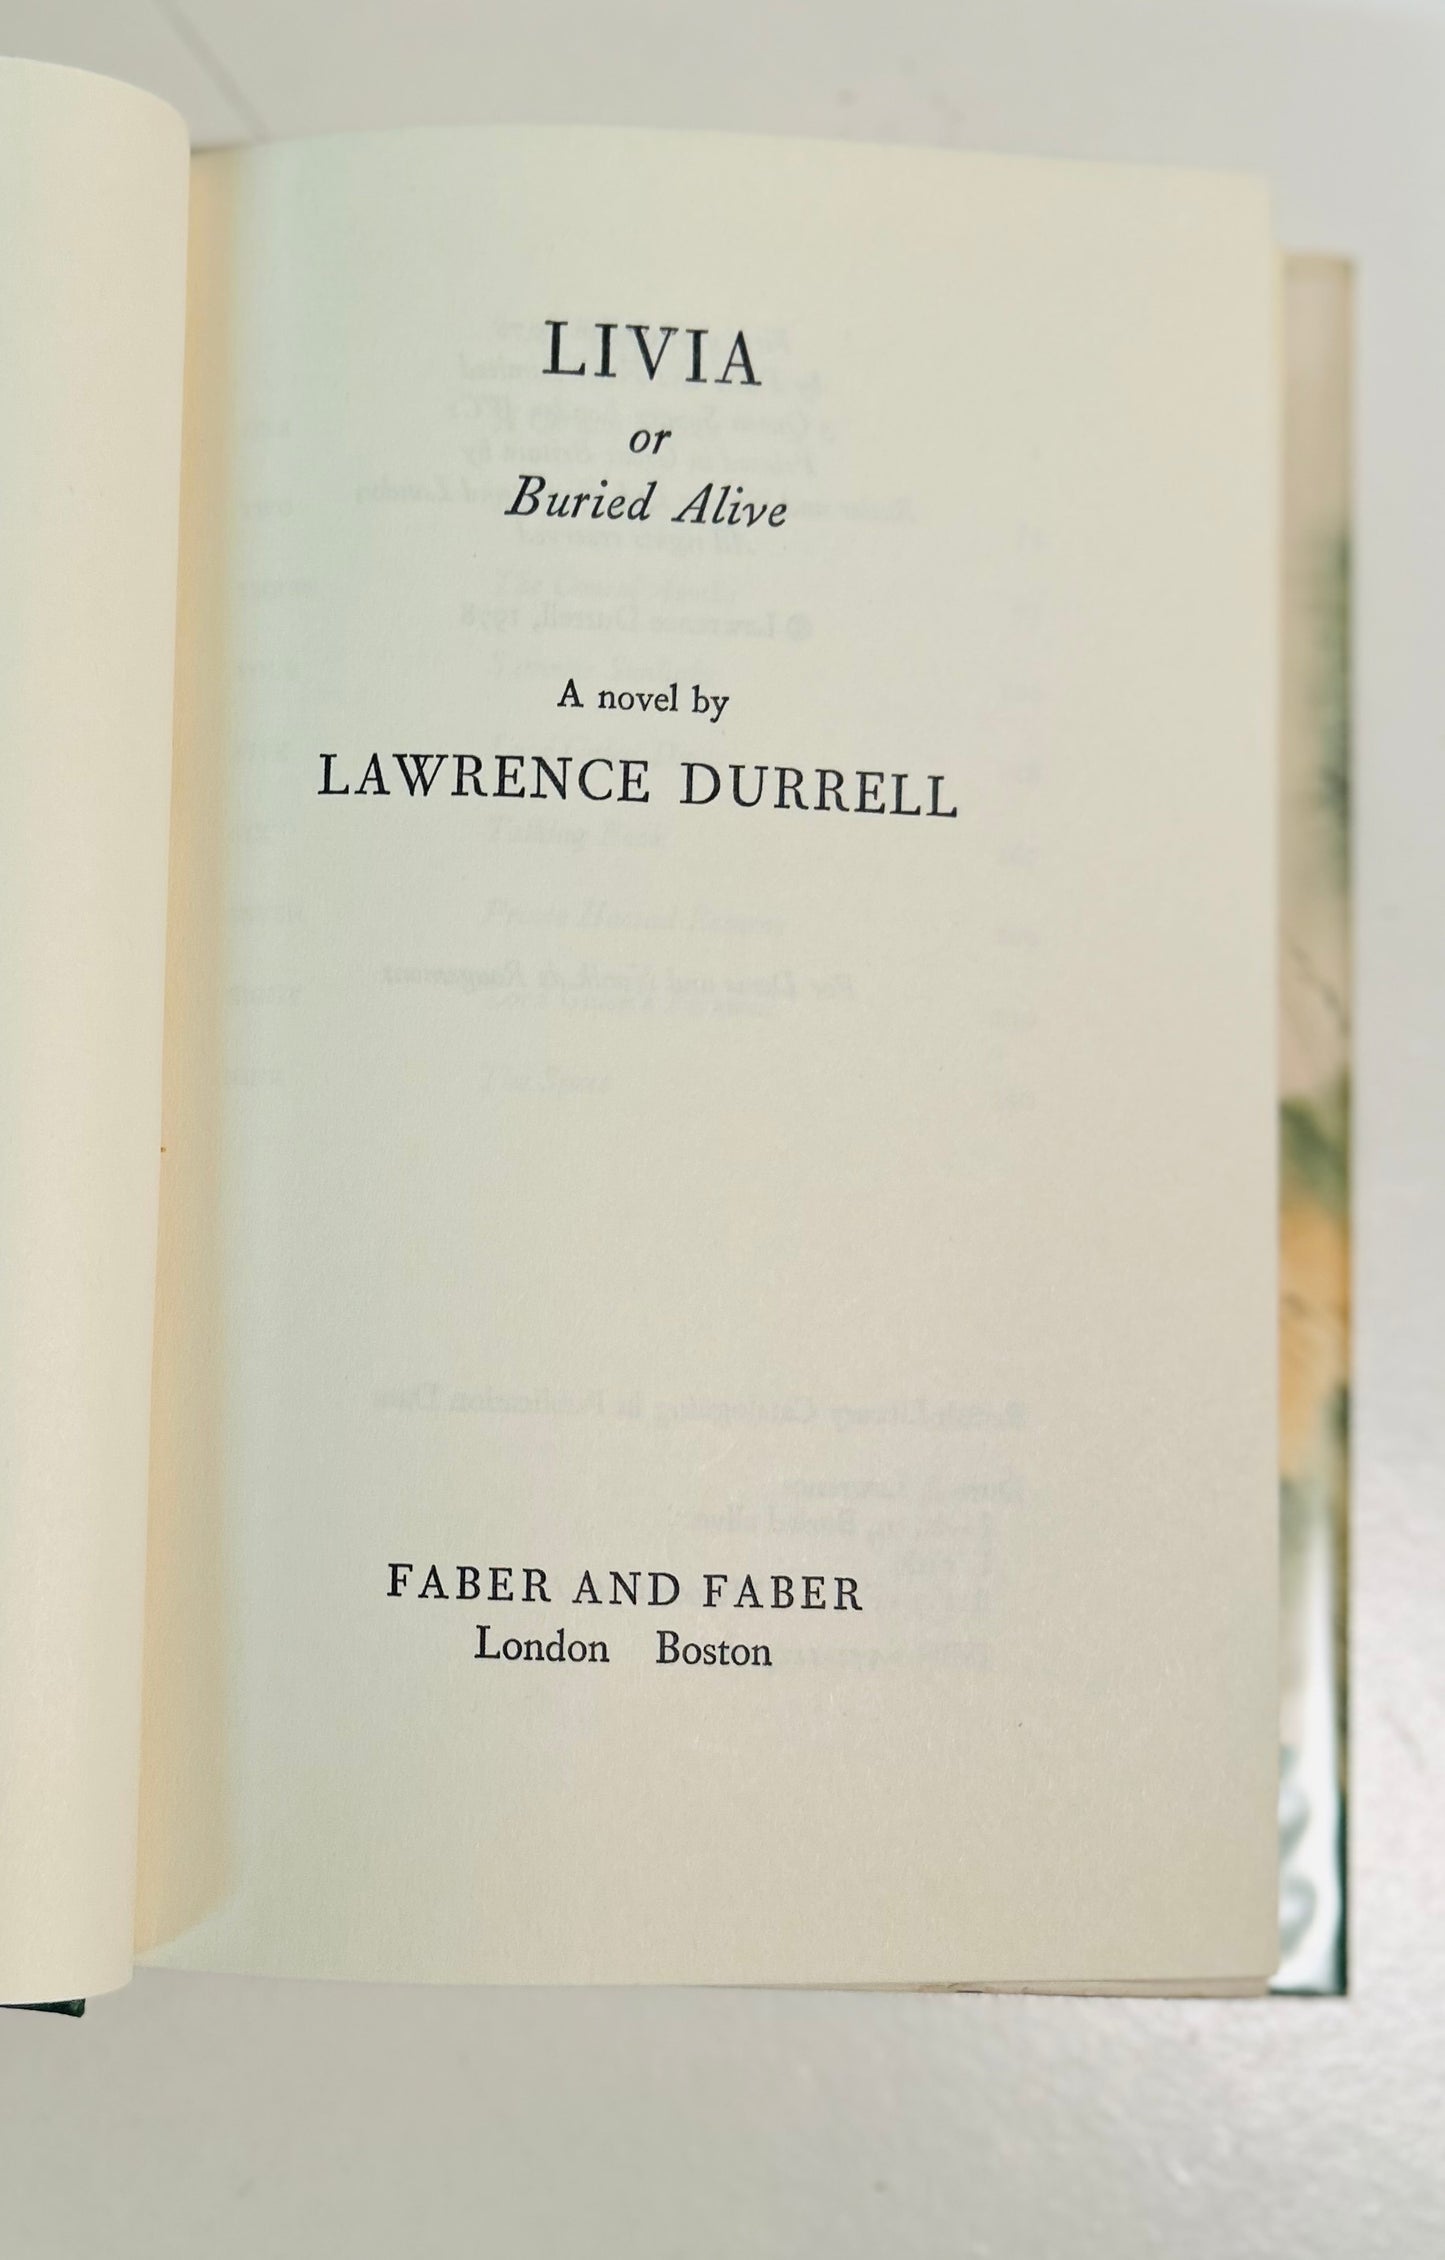 LIVIA
or
Buried Alive
A novel by
LAWRENCE DURRELL
FABER AND FABER
London Boston